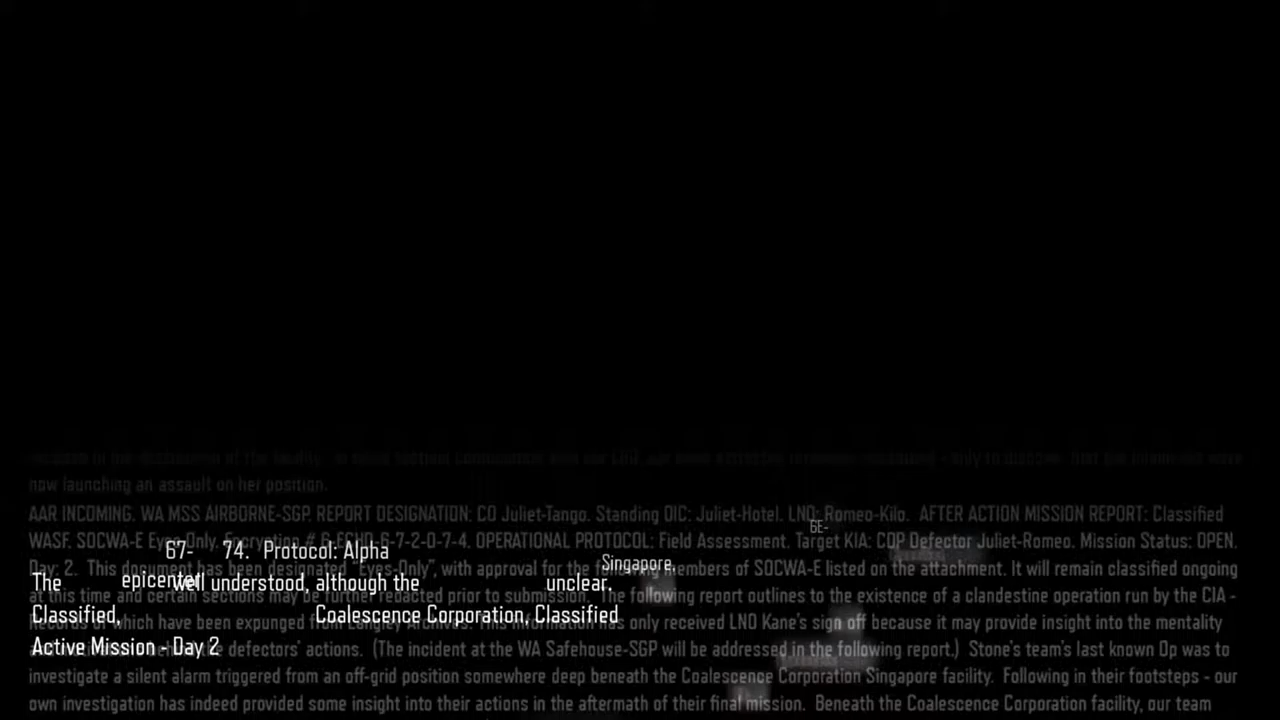 now launching an assault on her position.
AAR INCOMING. WA MSS AIRBORNE-SGP. REPORT DESIGNATION: CO Juliet-Tango. Standing OIC: Juliet-Hotel. LNO: Romeo-Kilo. AFTER ACTION MISSION REPORT: Classified
6E-
WASF. SOCWA-E Eyes Only. Encryption # 6-7-2-0-7-4. OPERATIONAL PROTOCOL: Field Assessment. Target KIA: COP Defector Juliet-Romeo. Mission Status: OPEN.
67- 74. Protocol: Alpha
Singapore,
Day: 2. This document has been designated "Eyes-Only", with approval for the following members of SOCWA-E listed on the attachment. It will remain classified ongoing
The epicenter well understood, although the unclear.
at this time and certain sections may be further redacted prior to submission. The following report outlines to the existence of a clandestine operation run by the CIA -
Classified, Coalescence Corporation, Classified
Records of which have been expunged from Langley Archives. This information has only received LNO Kane's sign off because it may provide insight into the mentality
Active Mission - Day 2
defectors' actions. (The incident at the WA Safehouse-SGP will be addressed in the following report.) Stone's team's last known Op was to
investigate a silent alarm triggered from an off-grid position somewhere deep beneath the Coalescence Corporation Singapore facility. Following in their footsteps - our
own investigation has indeed provided some insight into their actions in the aftermath of their final mission. Beneath the Coalescence Corporation facility, our team